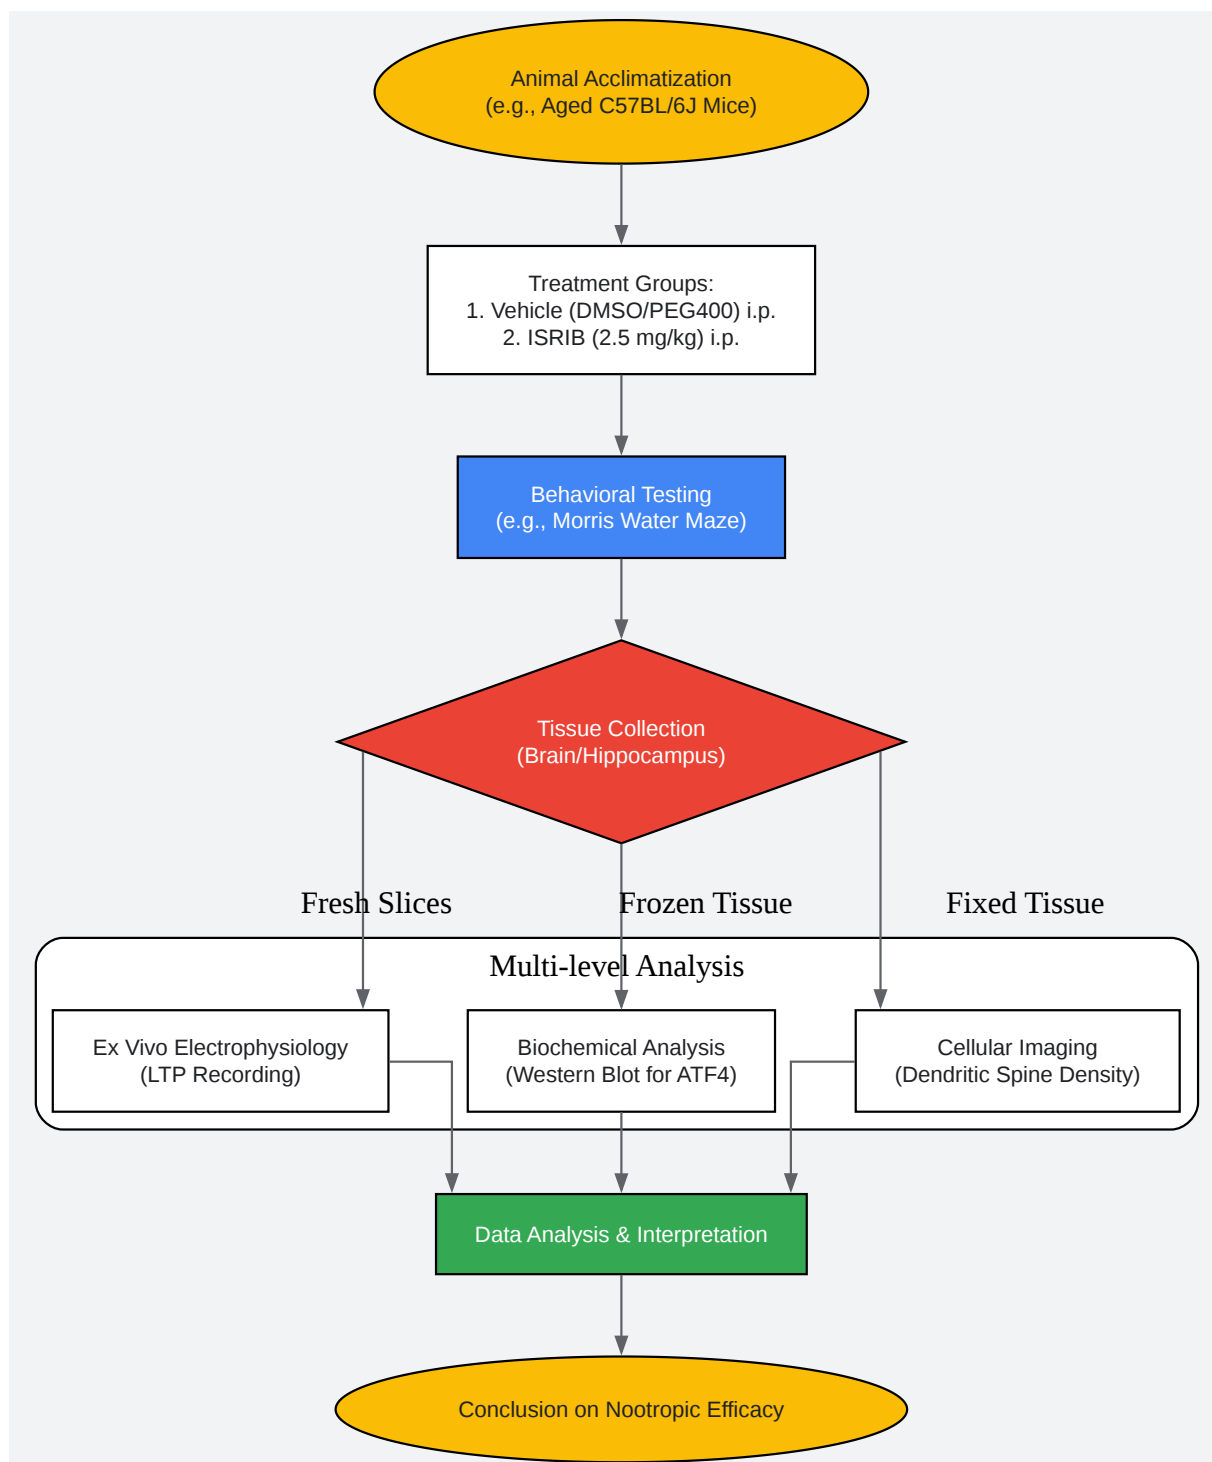 Animal Acclimatization
(e.g., Aged C57BL/6J Mice)
Treatment Groups:
1. Vehicle (DMSO/PEG400) i.p.
2. ISRIB (2.5 mg/kg) i.p.
Behavioral Testing
(e.g., Morris Water Maze)
Tissue Collection
(Brain/Hippocampus)
Fresh Slices
Frozen Tissue
Fixed Tissue
Multi-level Analysis
Ex Vivo Electrophysiology
(LTP Recording)
Biochemical Analysis
(Western Blot for ATF4)
Cellular Imaging
(Dendritic Spine Density)
Data Analysis & Interpretation
Conclusion on Nootropic Efficacy